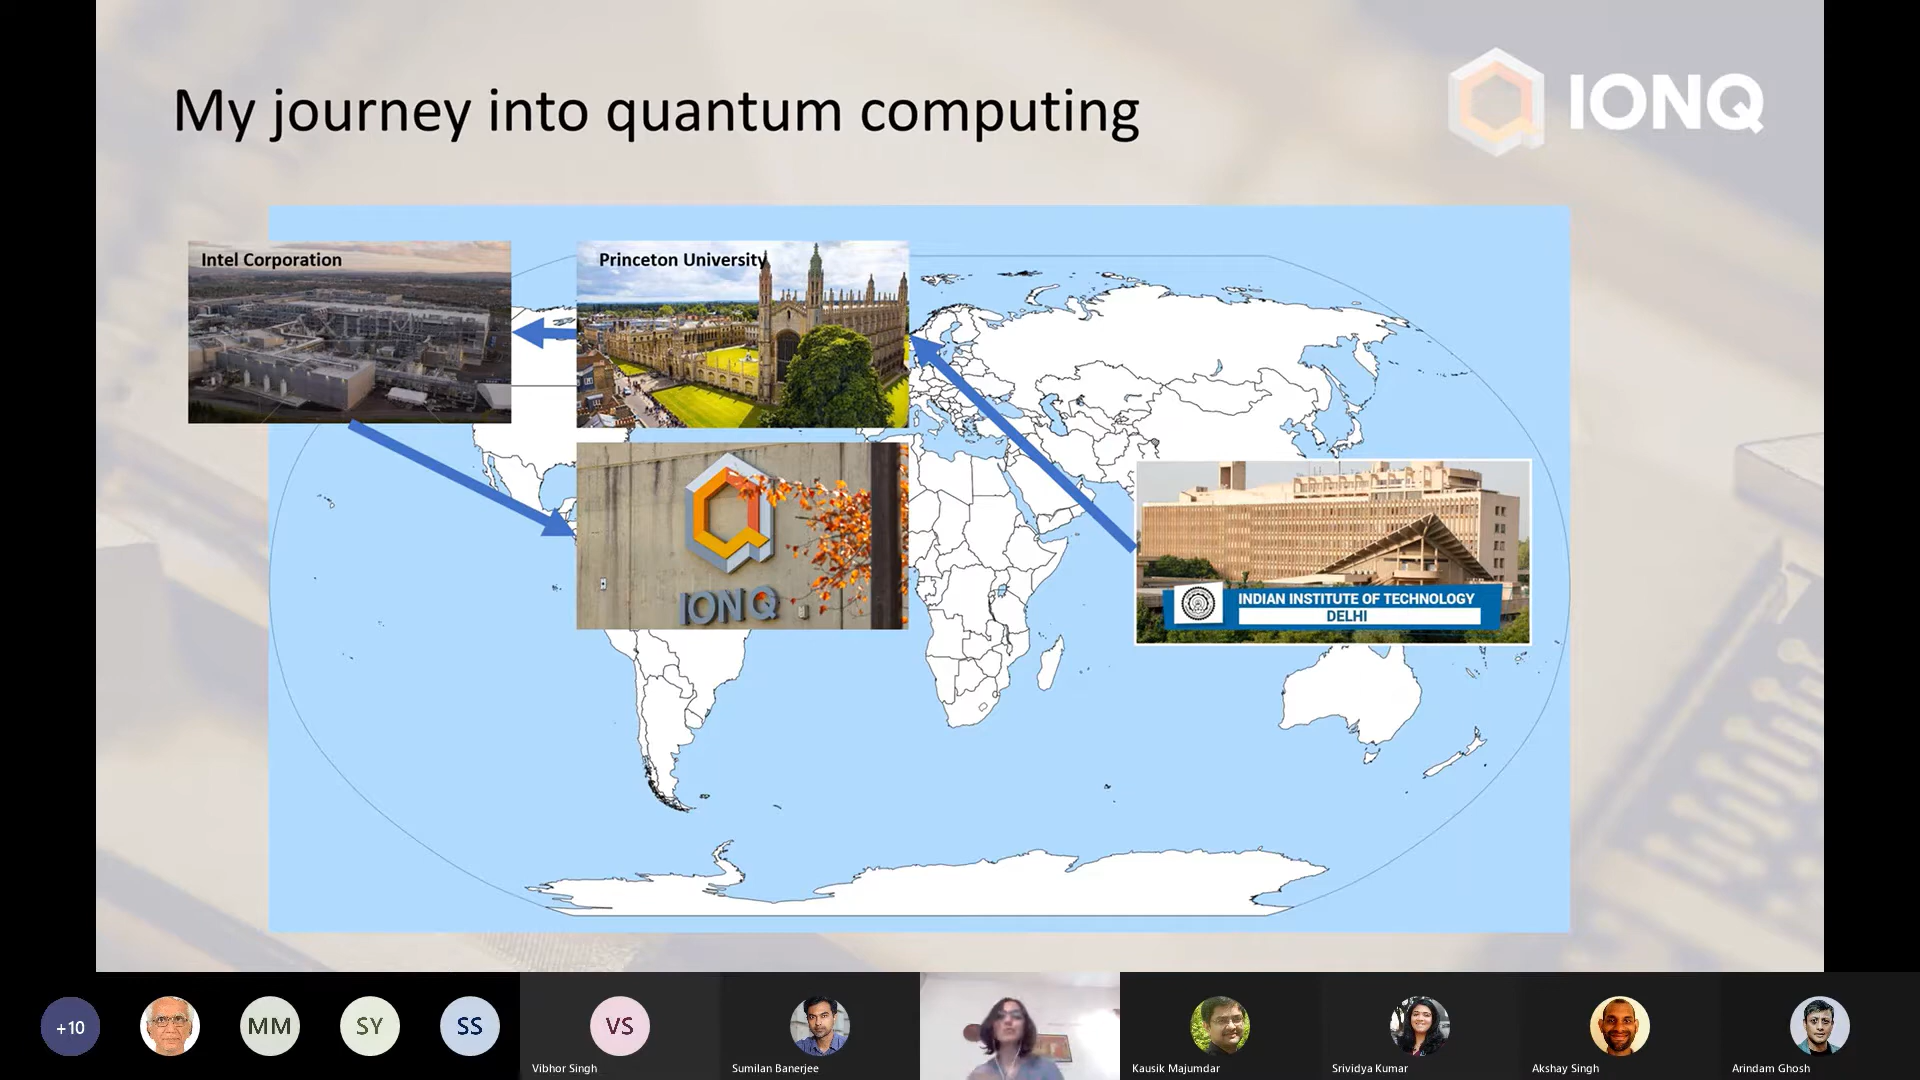 My journey into quantum computing
IONQ
Intel Corporation
Princeton University
IONQ
INDIAN INSTITUTE OF TECHNOLOGY
DELHI
+10
MM
SY
SS
VS
Vibhor Singh
Sumilan Banerjee
Kausik Majumdar
Srividya Kumar
Akshay Singh
Arindam Ghosh